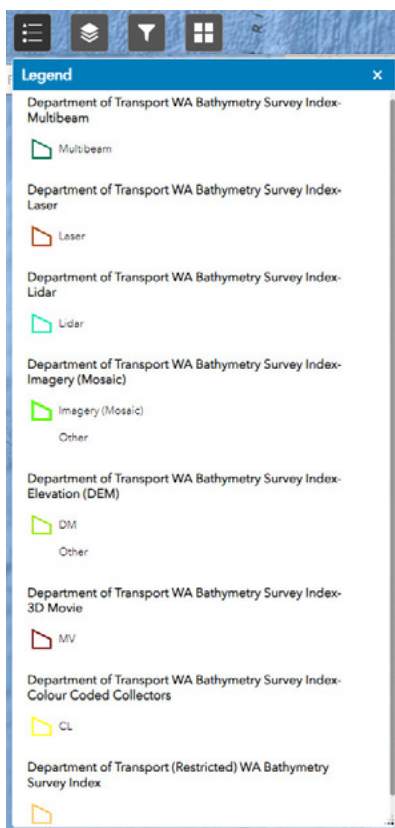 Legend
Department of Transport WA Bathymetry Survey Index-
Multibeam
Multibeam
Department of Transport WA Bathymetry Survey Index-
Laser
Laser
Department of Transport WA Bathymetry Survey Index-
Lidar
Lidar
Department of Transport WA Bathymetry Survey Index-
Imagery (Mosaic)
Imagery (Mosaic)
Other
Department of Transport WA Bathymetry Survey Index-
Elevation (DEM)
DM
Other
Department of Transport WA Bathymetry Survey Index-
3D Movie
MV
Department of Transport WA Bathymetry Survey Index-
Colour Coded Collectors
CL
Department of Transport (Restricted) WA Bathymetry
Survey Index